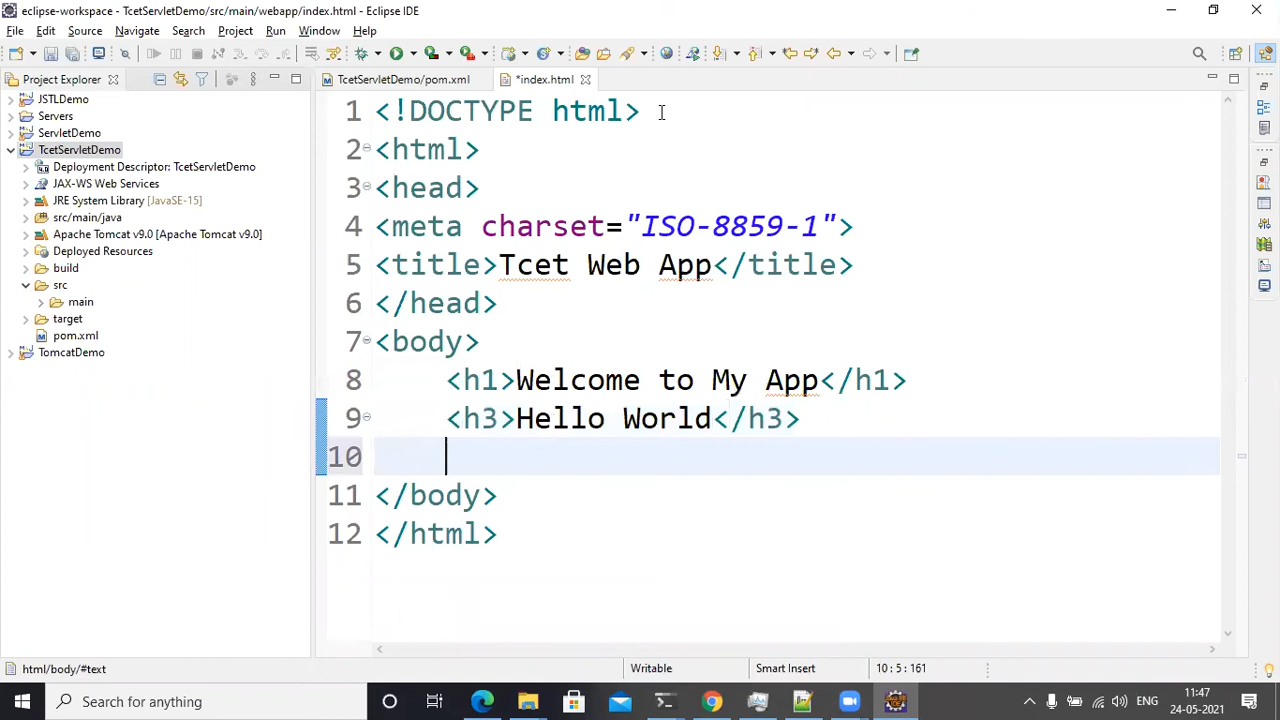 eclipse-workspace - TcetServletDemo/src/main/webapp/index.html - Eclipse IDE
File Edit Source Navigate Search Project Run Window Help
Project Explorer
TcetServletDemo/pom.xml
*index.html
JSTLDemo
Servers
ServletDemo
TcetServletDemo
Deployment Descriptor: TcetServletDemo
JAX-WS Web Services
JRE System Library [JavaSE-15]
src/main/java
Apache Tomcat v9.0 [Apache Tomcat v9.0]
Deployed Resources
build
src
main
target
pom.xml
TomcatDemo
1 <!DOCTYPE html>
2 <html>
3 <head>
4 <meta charset="ISO-8859-1">
5 <title>Tcet Web App</title>
6 </head>
7 <body>
8 <h1>Welcome to My App</h1>
9 <h3>Hello World</h3>
10
11 </body>
12 </html>
html/body/#text
Writable
Smart Insert
10 : 5 : 161
Search for anything
ENG
11:47
24-05-2021